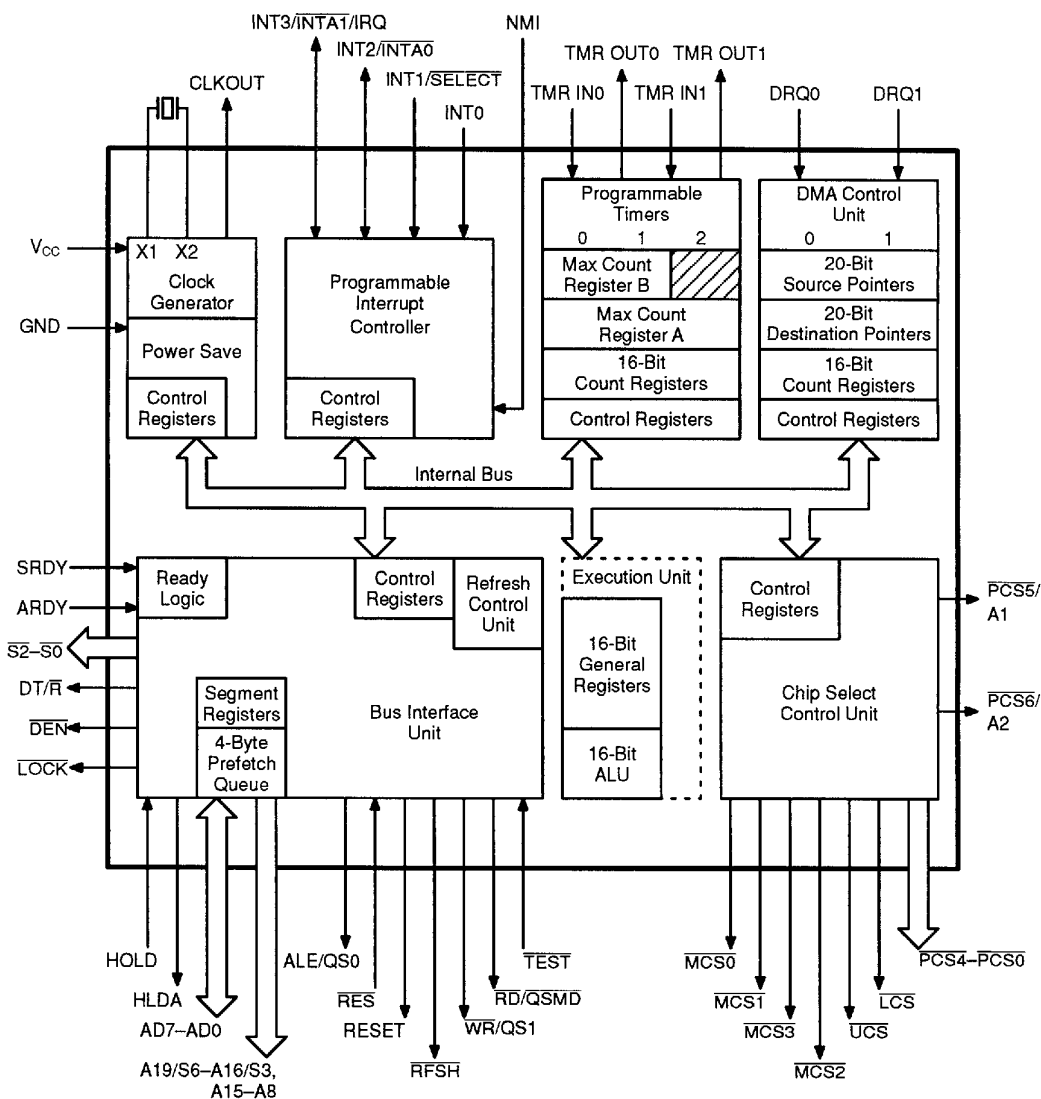 INT3/INTA1/IRQ
NMI
INT2/INTA0
TMR OUT0
TMR OUT1
CLKOUT
INT1/SELECT
TMR IN0
TMR IN1
DRQ0
DRQ1
INT0
Programmable
Timers
0 1 2
Max Count
Register B
Max Count
Register A
16-Bit
Count Registers
Control Registers
DMA Control
Unit
0 1
20-Bit
Source Pointers
20-Bit
Destination Pointers
16-Bit
Count Registers
Control Registers
VCC
GND
X1 X2
Clock
Generator
Power Save
Control
Registers
Programmable
Interrupt
Controller
Control
Registers
Internal Bus
SRDY
ARDY
S2–S0
DT/R
DEN
LOCK
Ready
Logic
Control
Registers
Refresh
Control
Unit
Segment
Registers
4-Byte
Prefetch
Queue
Bus Interface
Unit
Execution Unit
16-Bit
General
Registers
16-Bit
ALU
Control
Registers
Chip Select
Control Unit
PCS5/
A1
PCS6/
A2
HOLD
HLDA
AD7–AD0
A19/S6–A16/S3,
A15–A8
ALE/QS0
RES
RESET
RFSH
WR/QS1
RD/QSMD
TEST
MCS0
MCS1
MCS3
MCS2
UCS
LCS
PCS4–PCS0